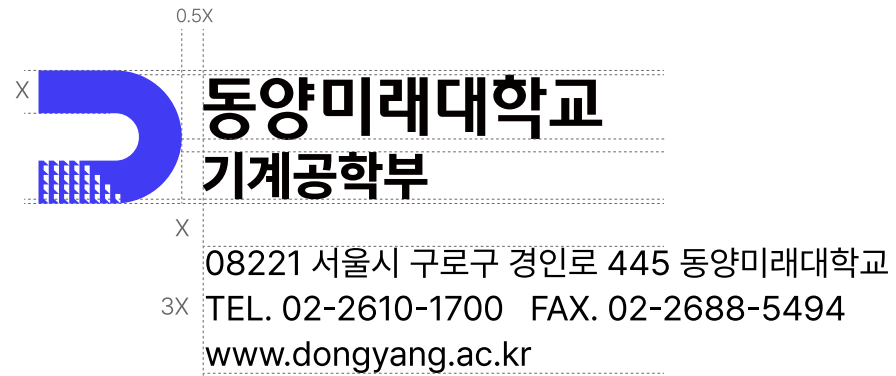 0.5X
X
동양미래대학교
기계공학부
X
08221 서울시 구로구 경인로 445 동양미래대학교
3X
TEL. 02-2610-1700 FAX. 02-2688-5494
www.dongyang.ac.kr